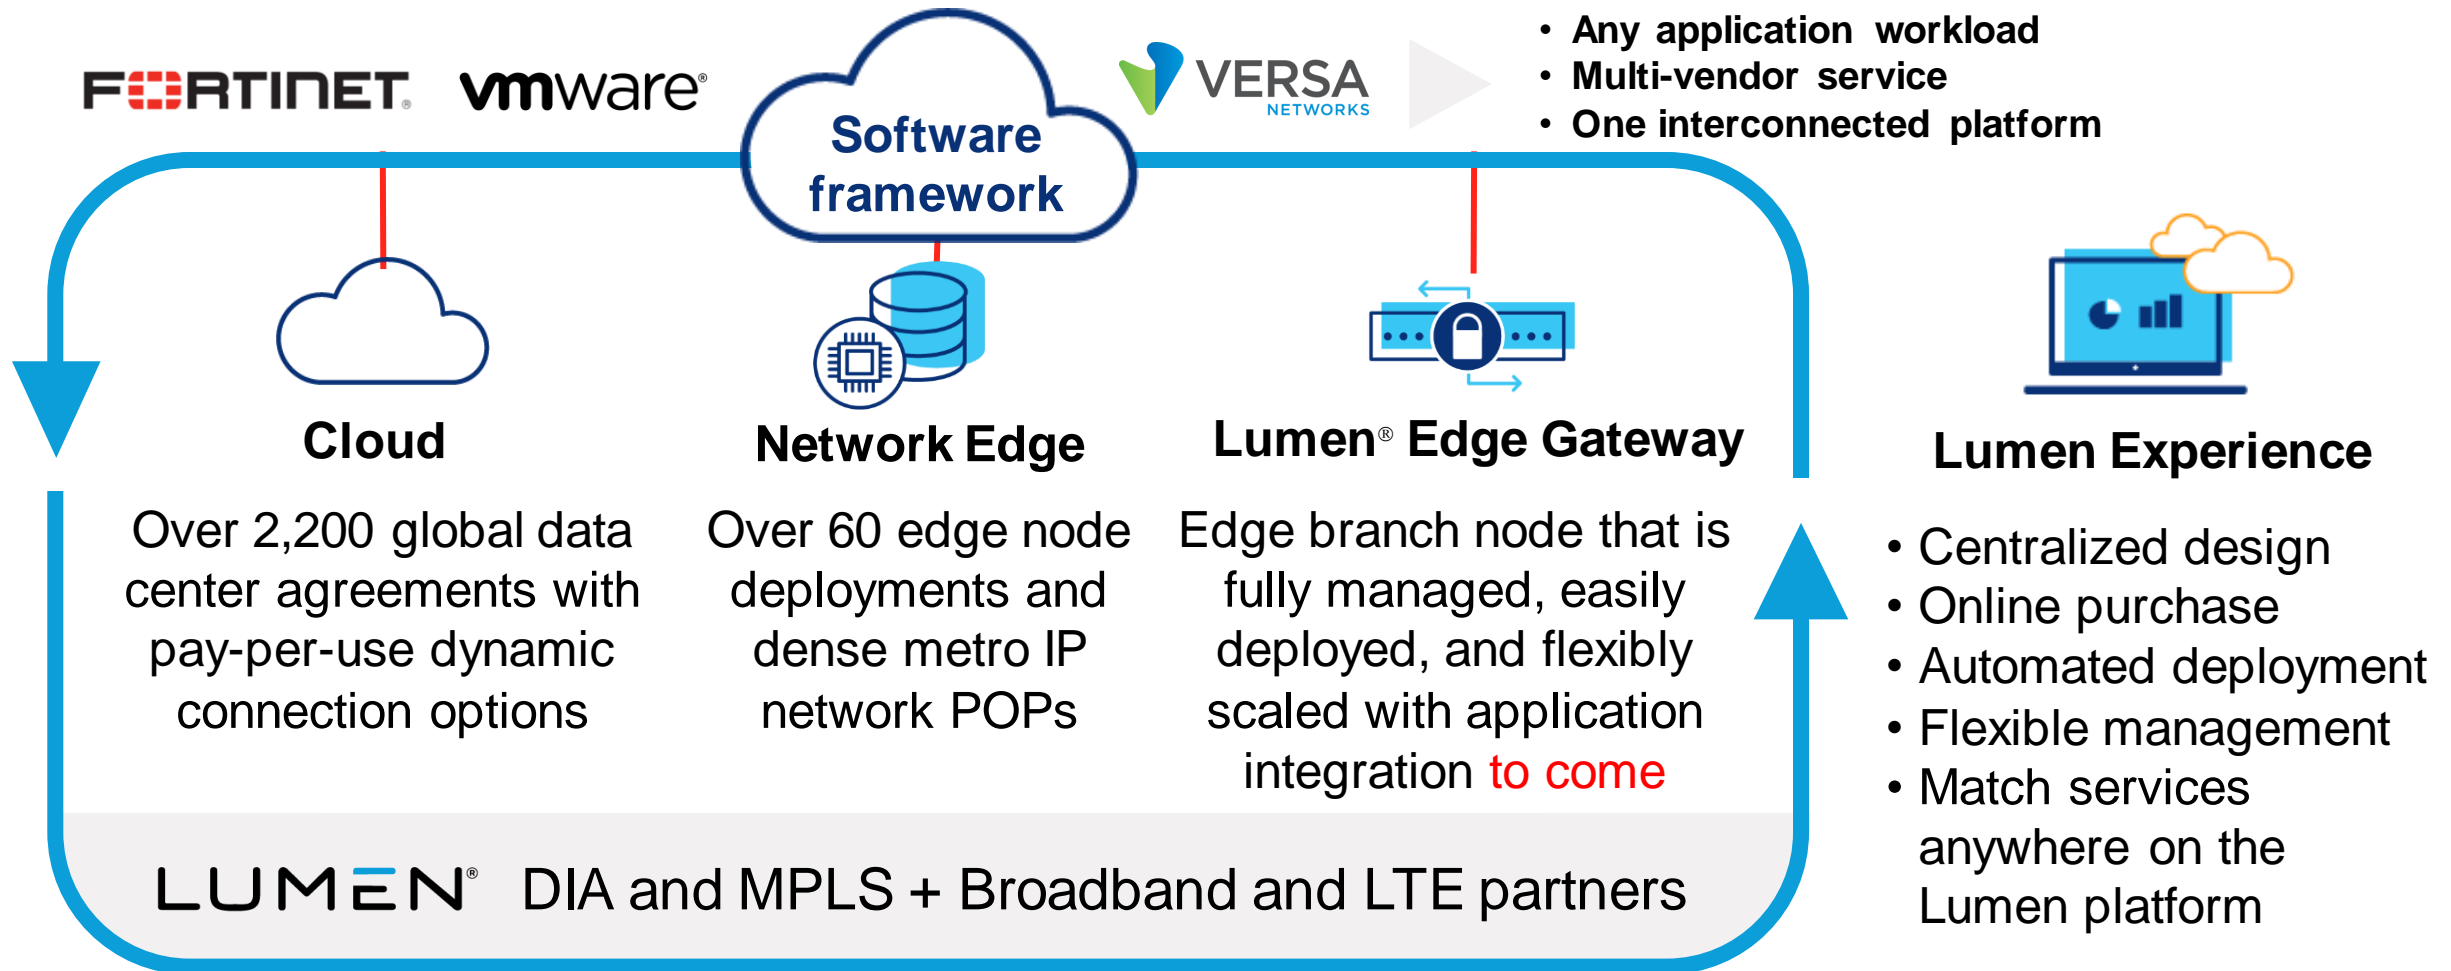 FORTINET®
vmware®
Software
framework
VERSA
NETWORKS
• Any application workload
• Multi-vendor service
• One interconnected platform
Cloud
Over 2,200 global data
center agreements with
pay-per-use dynamic
connection options
Network Edge
Over 60 edge node
deployments and
dense metro IP
network POPs
Lumen® Edge Gateway
Edge branch node that is
fully managed, easily
deployed, and flexibly
scaled with application
integration to come
Lumen Experience
• Centralized design
• Online purchase
• Automated deployment
• Flexible management
• Match services
anywhere on the
Lumen platform
LUMEN® DIA and MPLS + Broadband and LTE partners